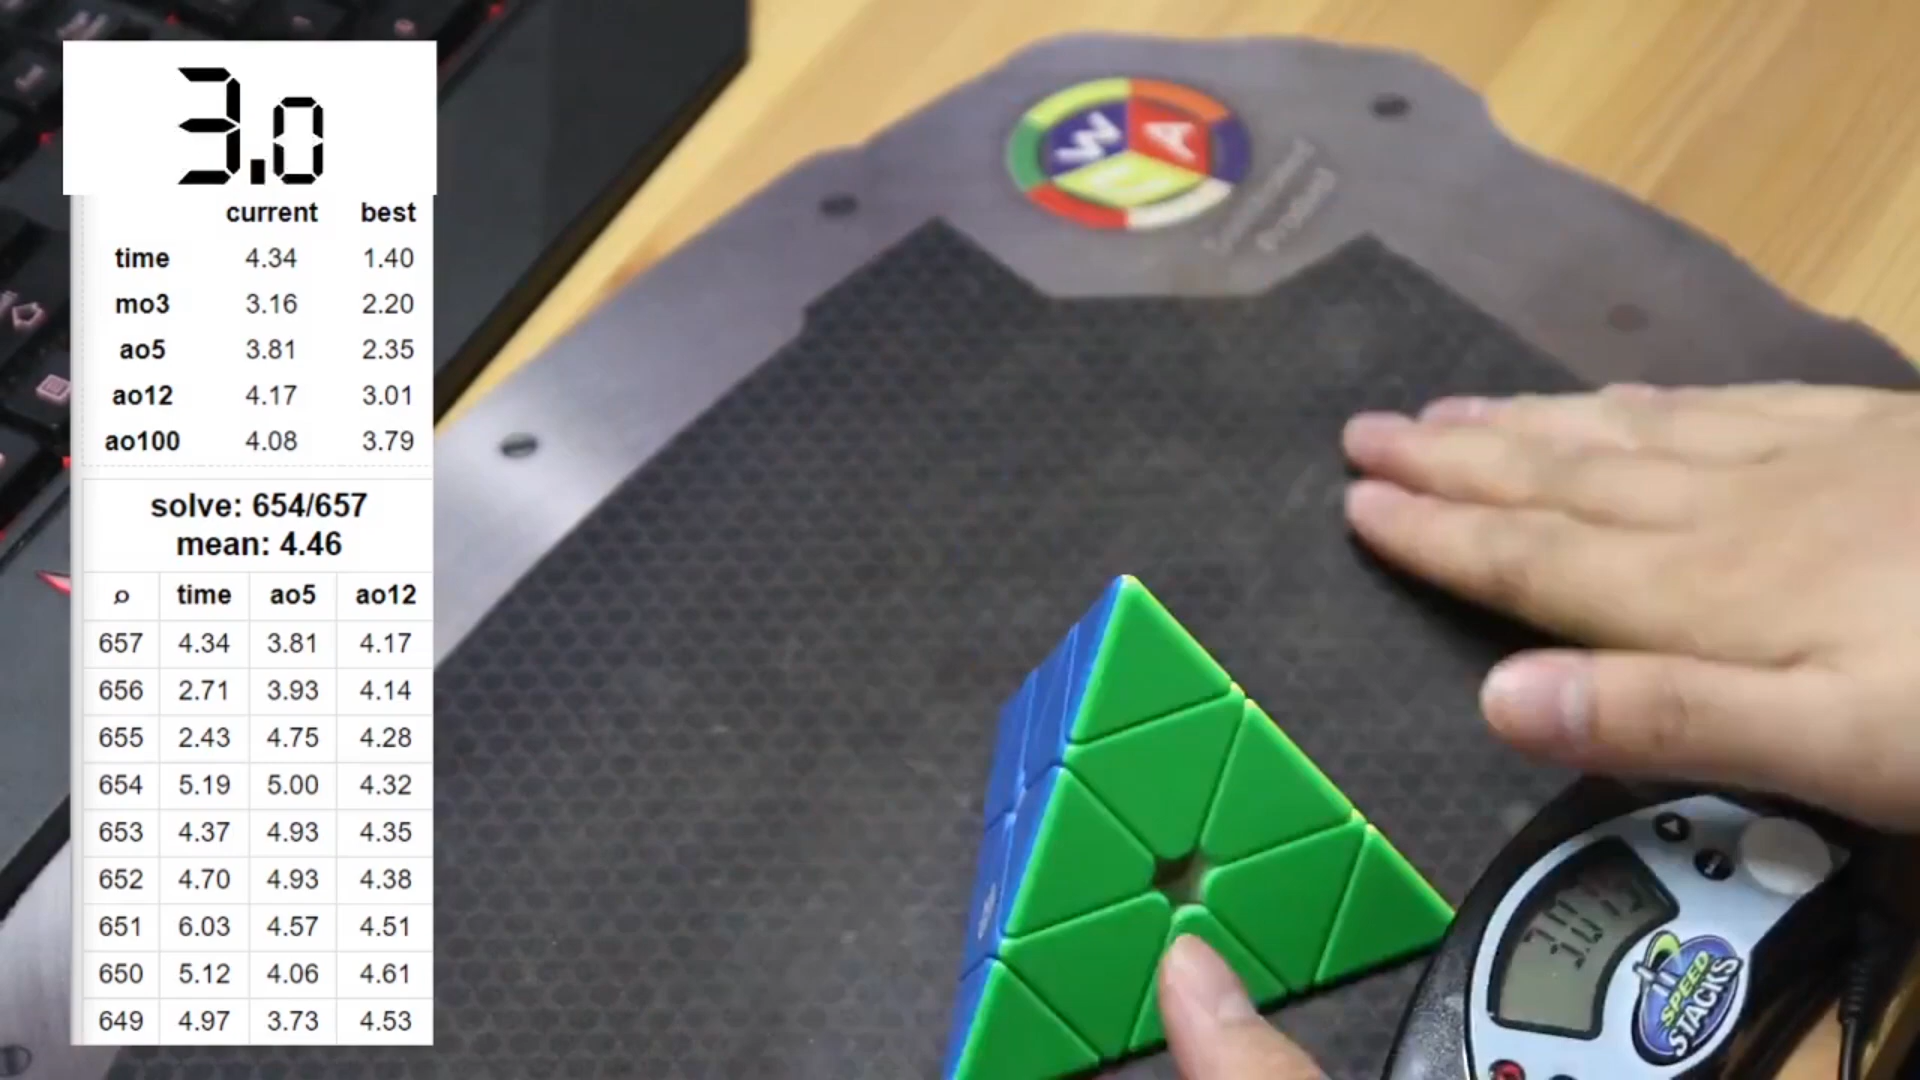 3.0
current best
time 4.34 1.40
mo3 3.16 2.20
ao5 3.81 2.35
ao12 4.17 3.01
ao100 4.08 3.79
solve: 654/657
mean: 4.46
time ao5 ao12
657 4.34 3.81 4.17
656 2.71 3.93 4.14
655 2.43 4.75 4.28
654 5.19 5.00 4.32
653 4.37 4.93 4.35
652 4.70 4.93 4.38
651 6.03 4.57 4.51
650 5.12 4.06 4.61
649 4.97 3.73 4.53
SPEED
STACKS